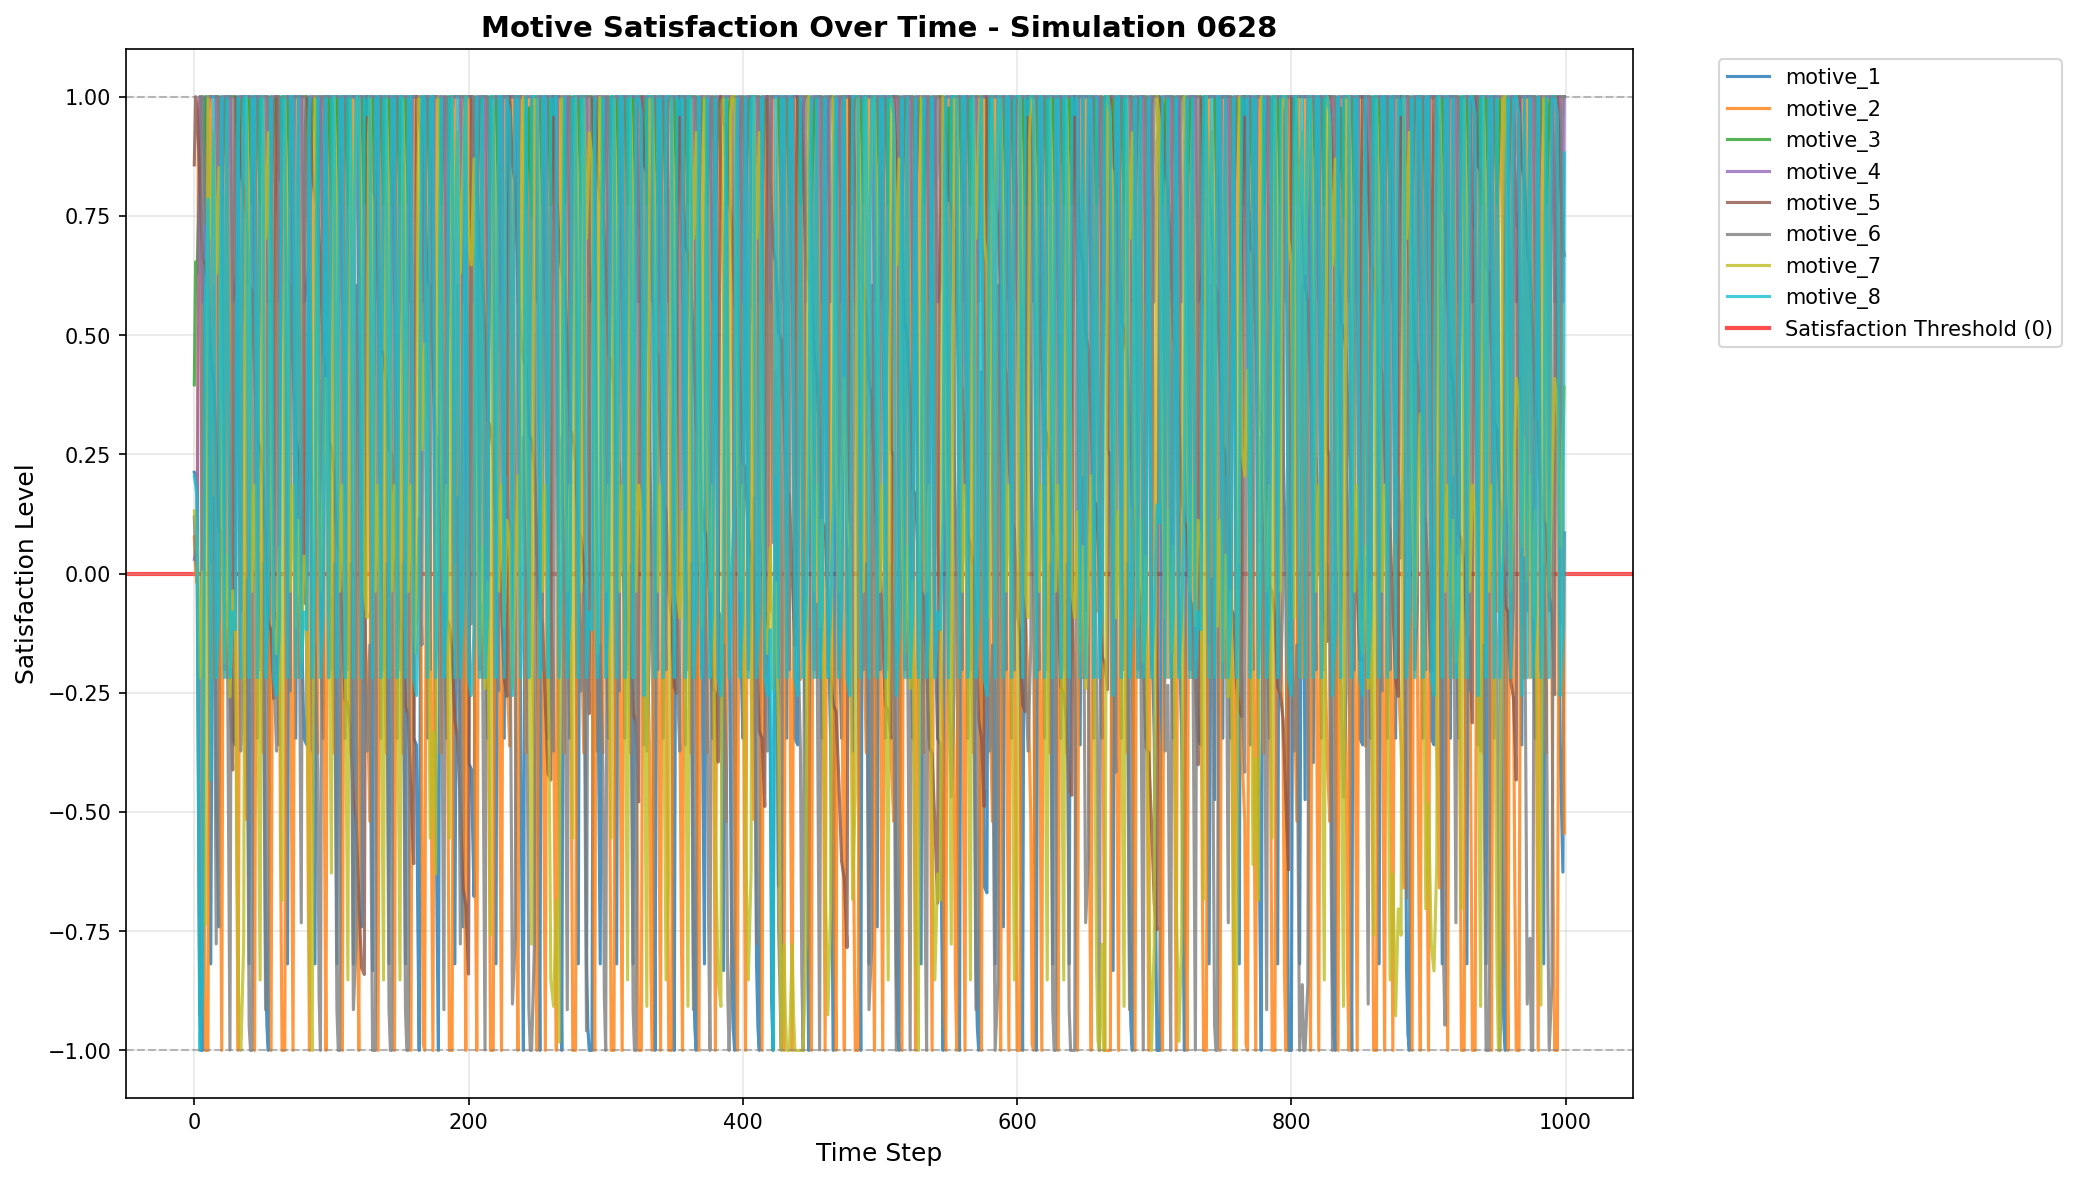 Motive Satisfaction Over Time - Simulation 0628
1.00
0.75
0.50
0.25
0.00
−0.25
−0.50
−0.75
−1.00
Satisfaction Level
0
200
400
600
800
1000
Time Step
motive_1
motive_2
motive_3
motive_4
motive_5
motive_6
motive_7
motive_8
Satisfaction Threshold (0)